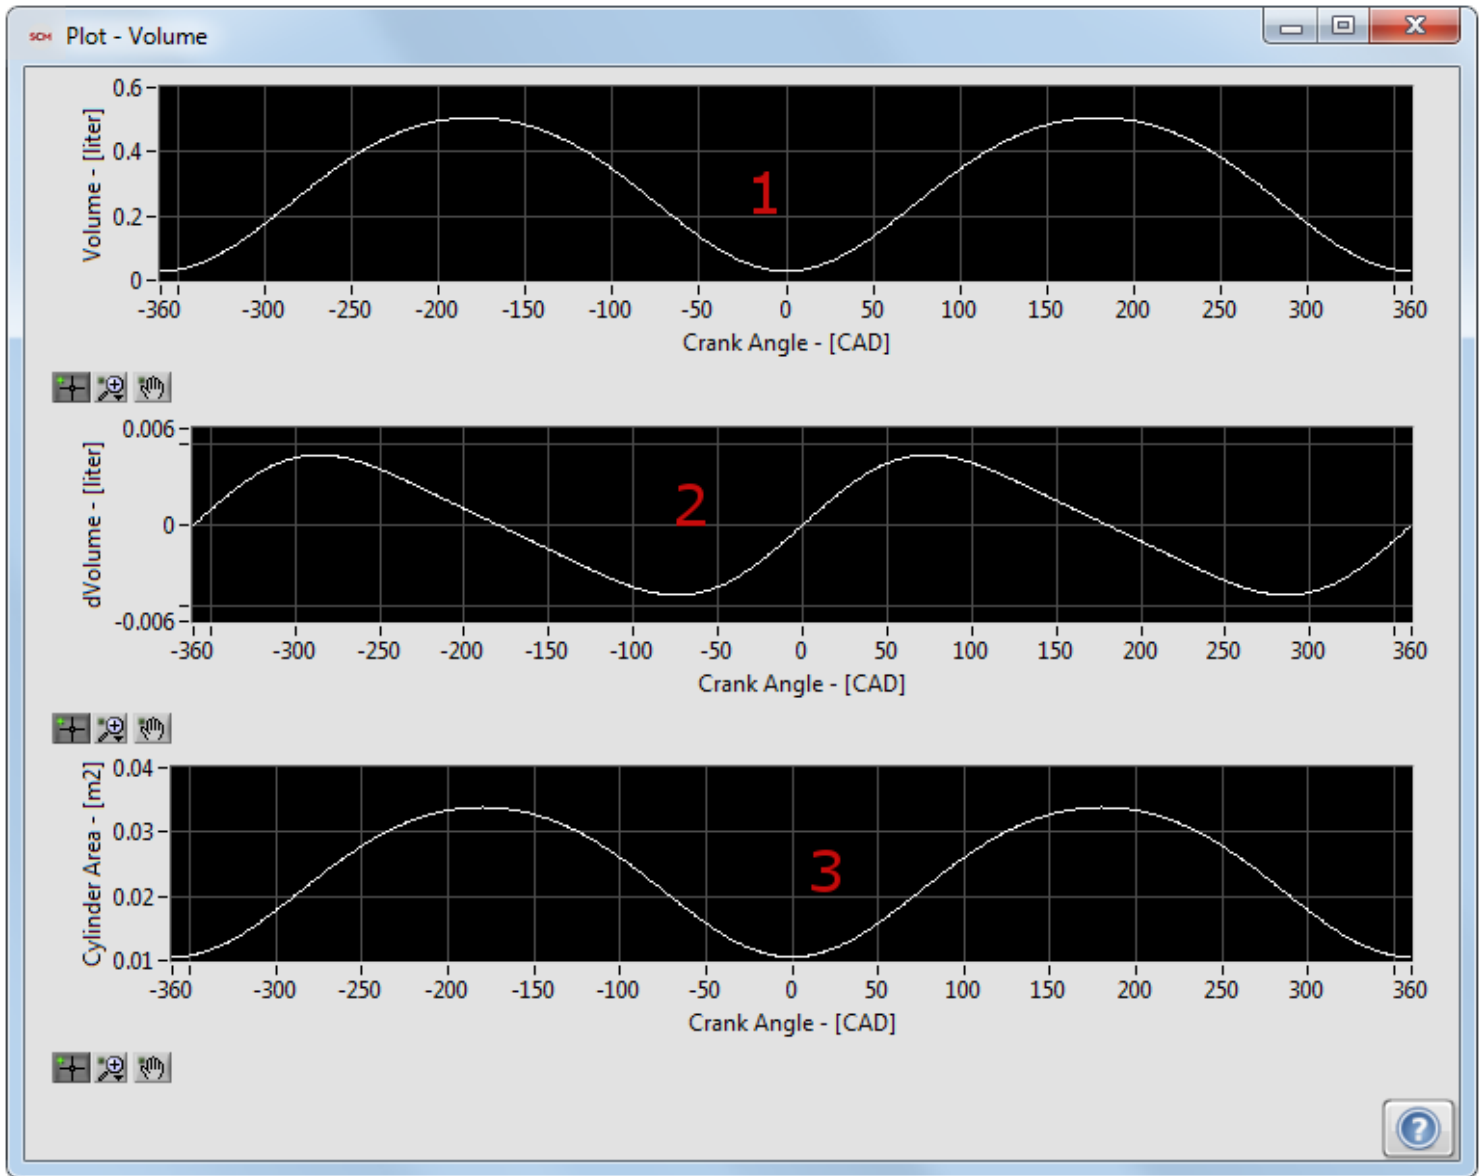 SCM Plot - Volume
0.6
0.4
0.2
0
Volume - [liter]
1
-360 -300 -250 -200 -150 -100 -50 0 50 100 150 200 250 300 360
Crank Angle - [CAD]
0.006
0
-0.006
dVolume - [liter]
2
-360 -300 -250 -200 -150 -100 -50 0 50 100 150 200 250 300 360
Crank Angle - [CAD]
0.04
0.03
0.02
0.01
Cylinder Area - [m2]
3
-360 -300 -250 -200 -150 -100 -50 0 50 100 150 200 250 300 360
Crank Angle - [CAD]
?